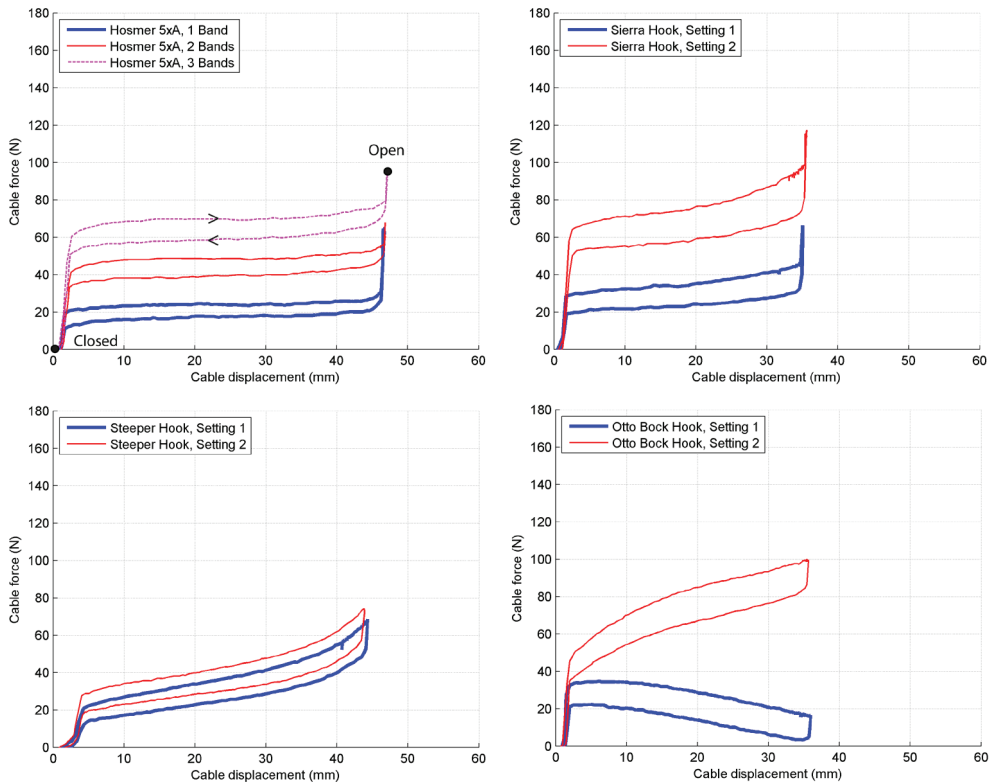 180
160
140
120
100
80
60
40
20
0
Cable force (N)
Hosmer 5xA, 1 Band
Hosmer 5xA, 2 Bands
Hosmer 5xA, 3 Bands
Open
Closed
0 10 20 30 40 50 60
Cable displacement (mm)
180
160
140
120
100
80
60
40
20
0
Cable force (N)
Sierra Hook, Setting 1
Sierra Hook, Setting 2
0 10 20 30 40 50 60
Cable displacement (mm)
180
160
140
120
100
80
60
40
20
0
Cable force (N)
Steeper Hook, Setting 1
Steeper Hook, Setting 2
0 10 20 30 40 50 60
Cable displacement (mm)
180
160
140
120
100
80
60
40
20
0
Cable force (N)
Otto Bock Hook, Setting 1
Otto Bock Hook, Setting 2
0 10 20 30 40 50 60
Cable displacement (mm)